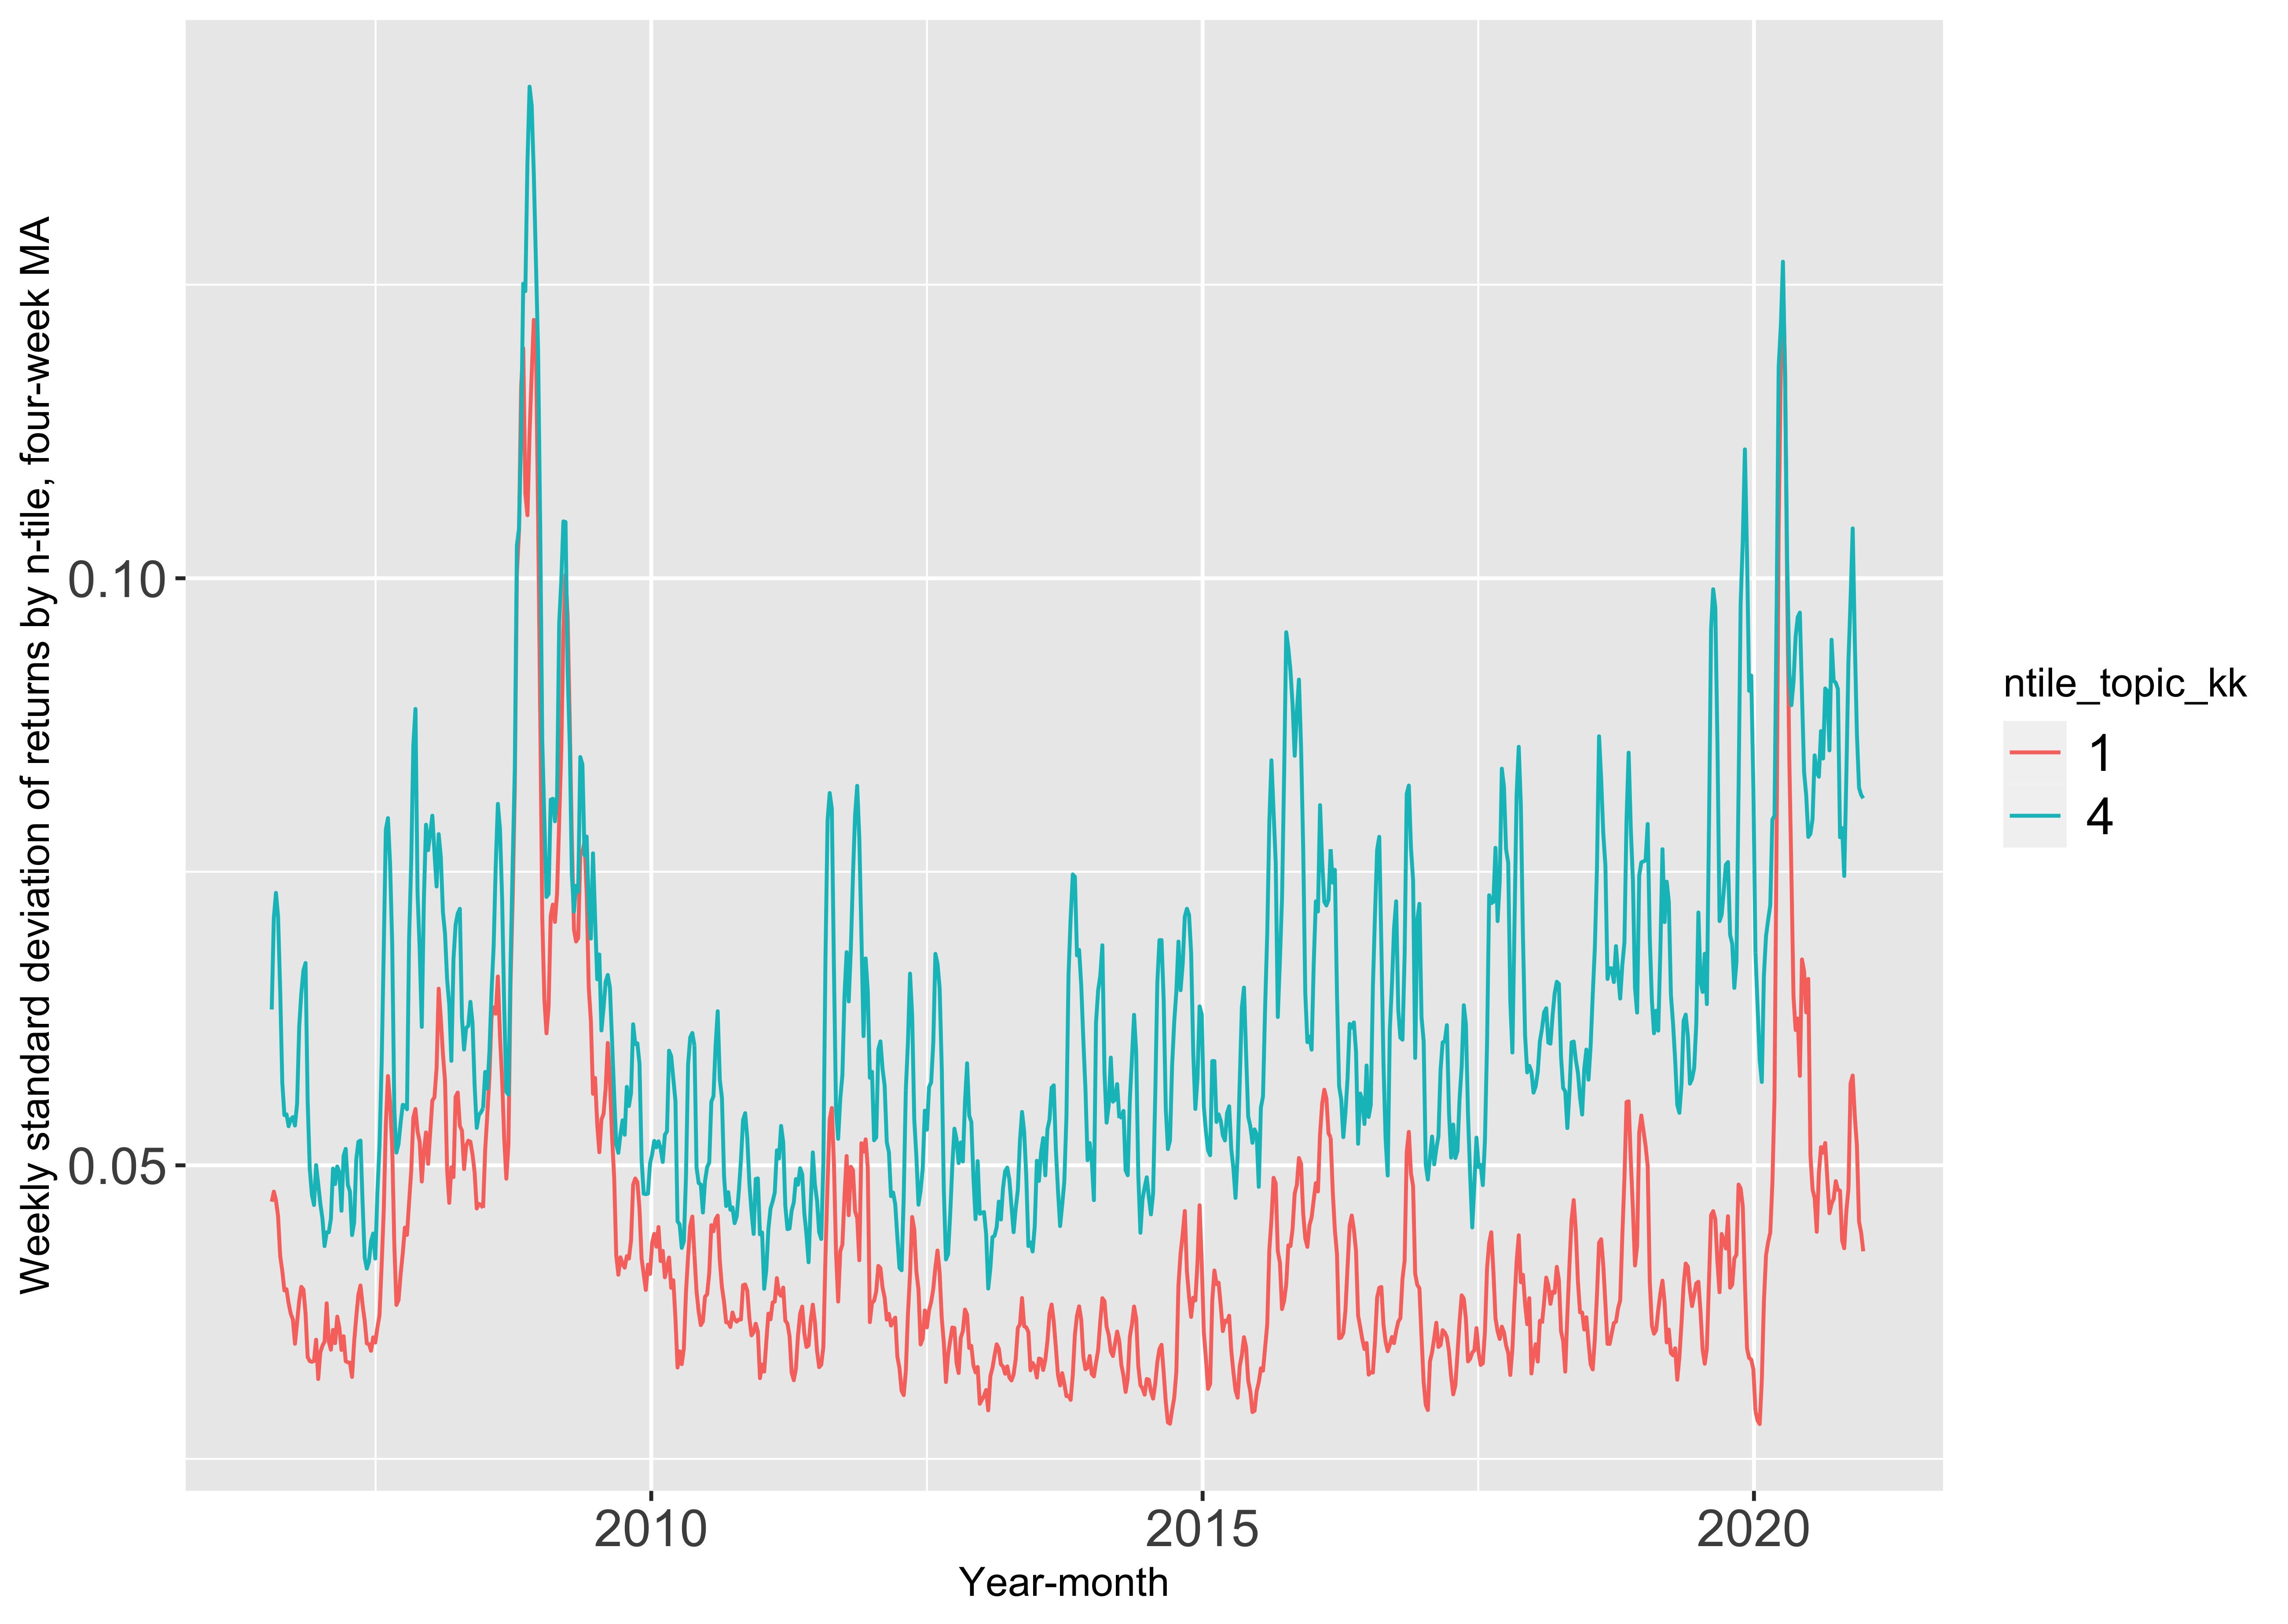 Weekly standard deviation of returns by n-tile, four-week MA
0.10
0.05
2010
2015
2020
Year-month
ntile_topic_kk
1
4